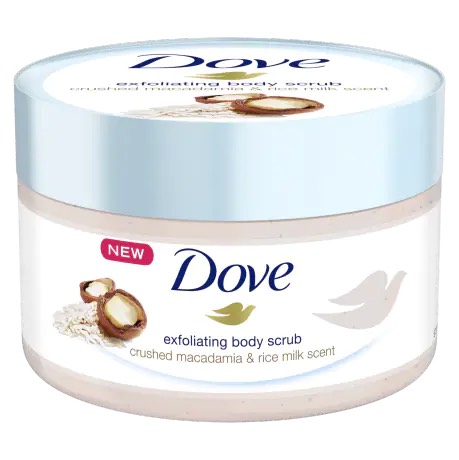 Dove
exfoliating body scrub
crushed macadamia & rice milk scent
NEW
Dove
exfoliating body scrub
crushed macadamia & rice milk scent